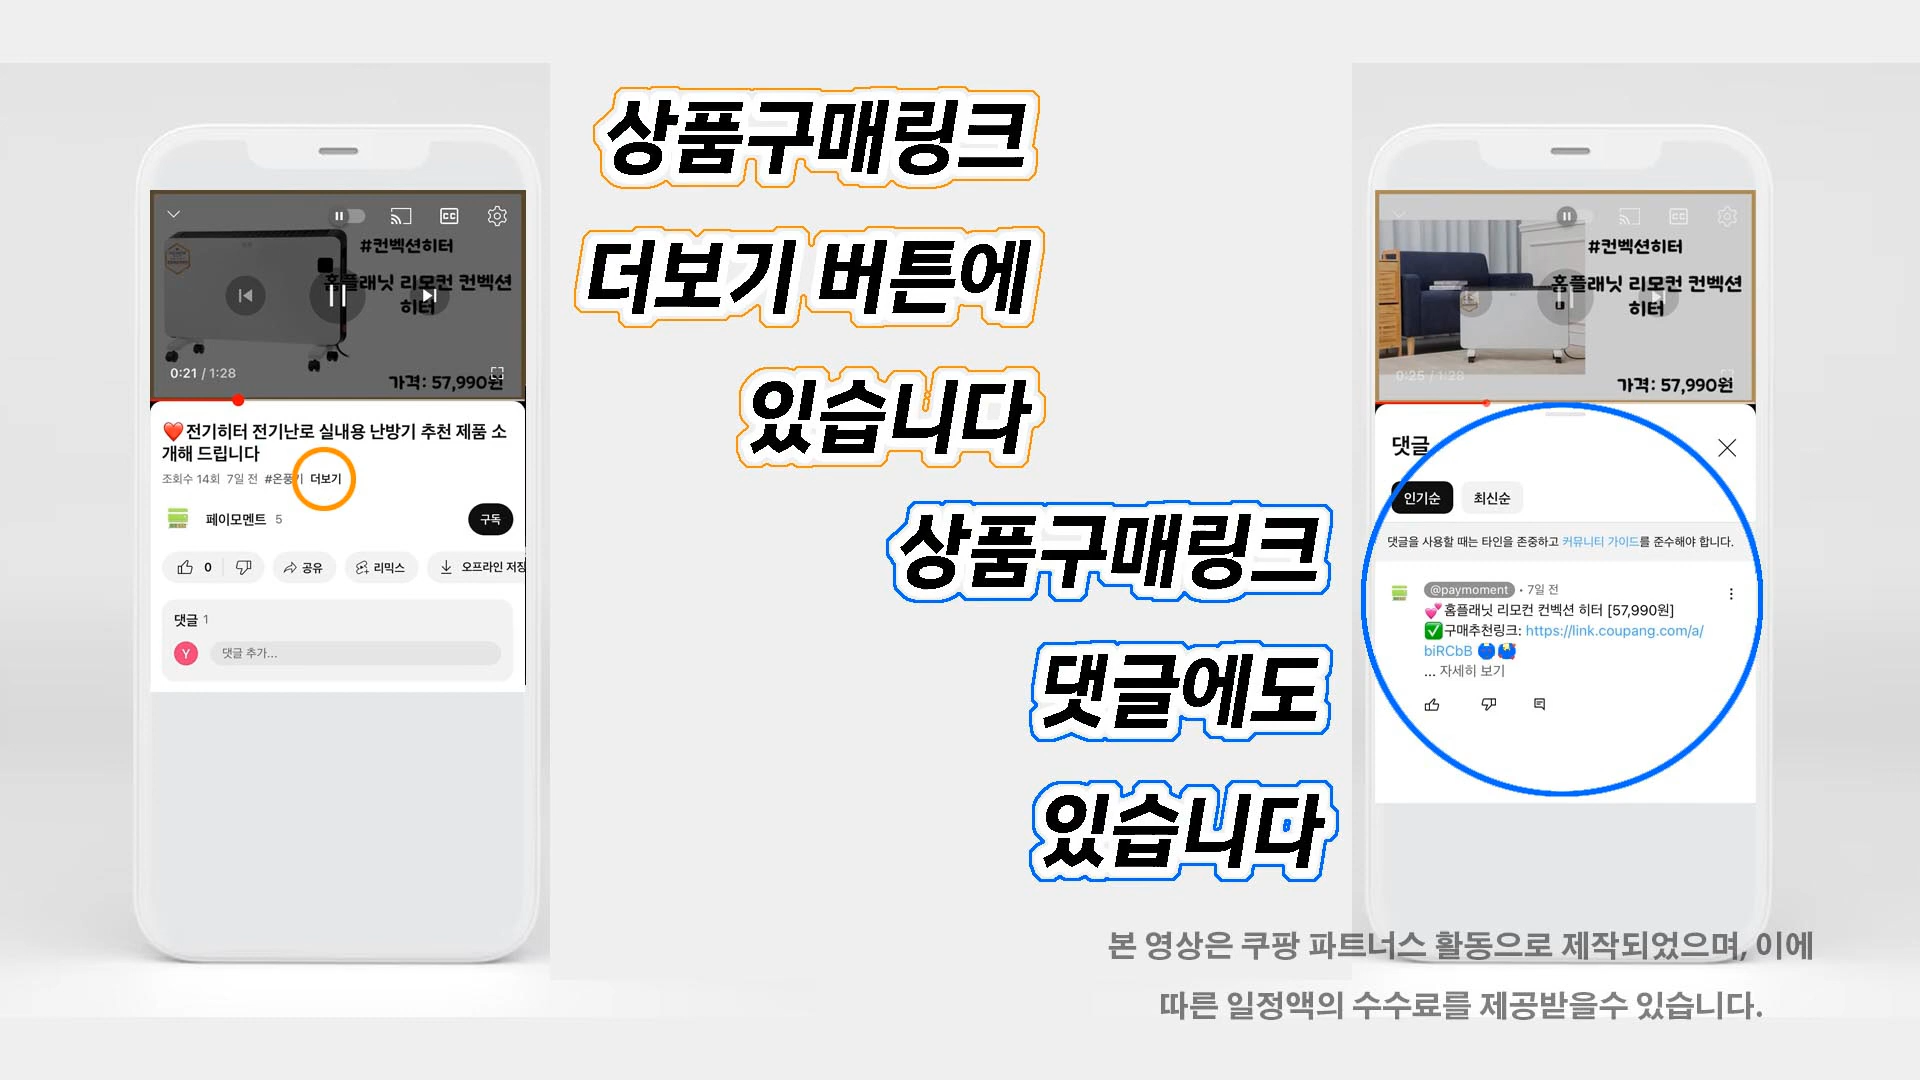 상품구매링크
더보기 버튼에
있습니다
상품구매링크
댓글에도
있습니다
#컨벡션히터
홈플래닛 리모컨 컨벡션
히터
0:21 / 1:28
가격: 57,990원
❤️전기히터 전기난로 실내용 난방기 추천 제품 소
개해 드립니다
조회수 14회 7일 전 #온풍기 더보기
페이모멘트 5
구독
0
공유
리믹스
오프라인 저장
댓글 1
Y
댓글 추가...
#컨벡션히터
홈플래닛 리모컨 컨벡션
히터
0:25 / 1:28
가격: 57,990원
댓글
인기순
최신순
댓글을 사용할 때는 타인을 존중하고 커뮤니티 가이드를 준수해야 합니다.
@paymoment • 7일 전
💕홈플래닛 리모컨 컨벡션 히터 [57,990원]
✅구매추천링크: https://link.coupang.com/a/
biRCbB
... 자세히 보기
본 영상은 쿠팡 파트너스 활동으로 제작되었으며, 이에
따른 일정액의 수수료를 제공받을수 있습니다.